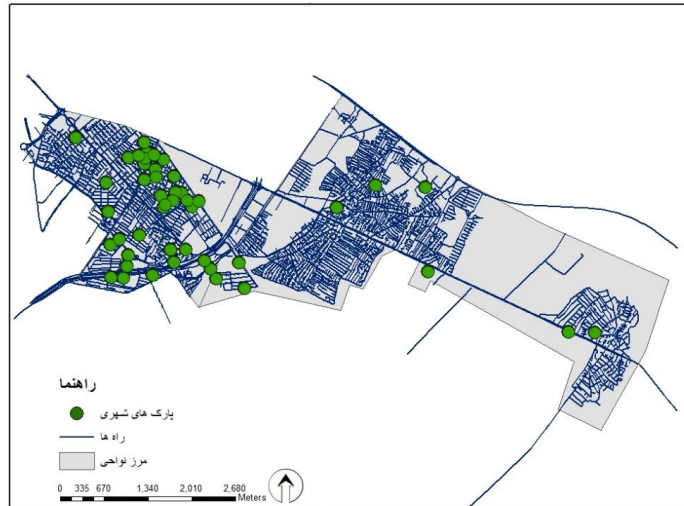 راهنما
پارک های شهری
راه ها
مرز نواحی
0 335 670 1,340 2,010 2,680
Meters